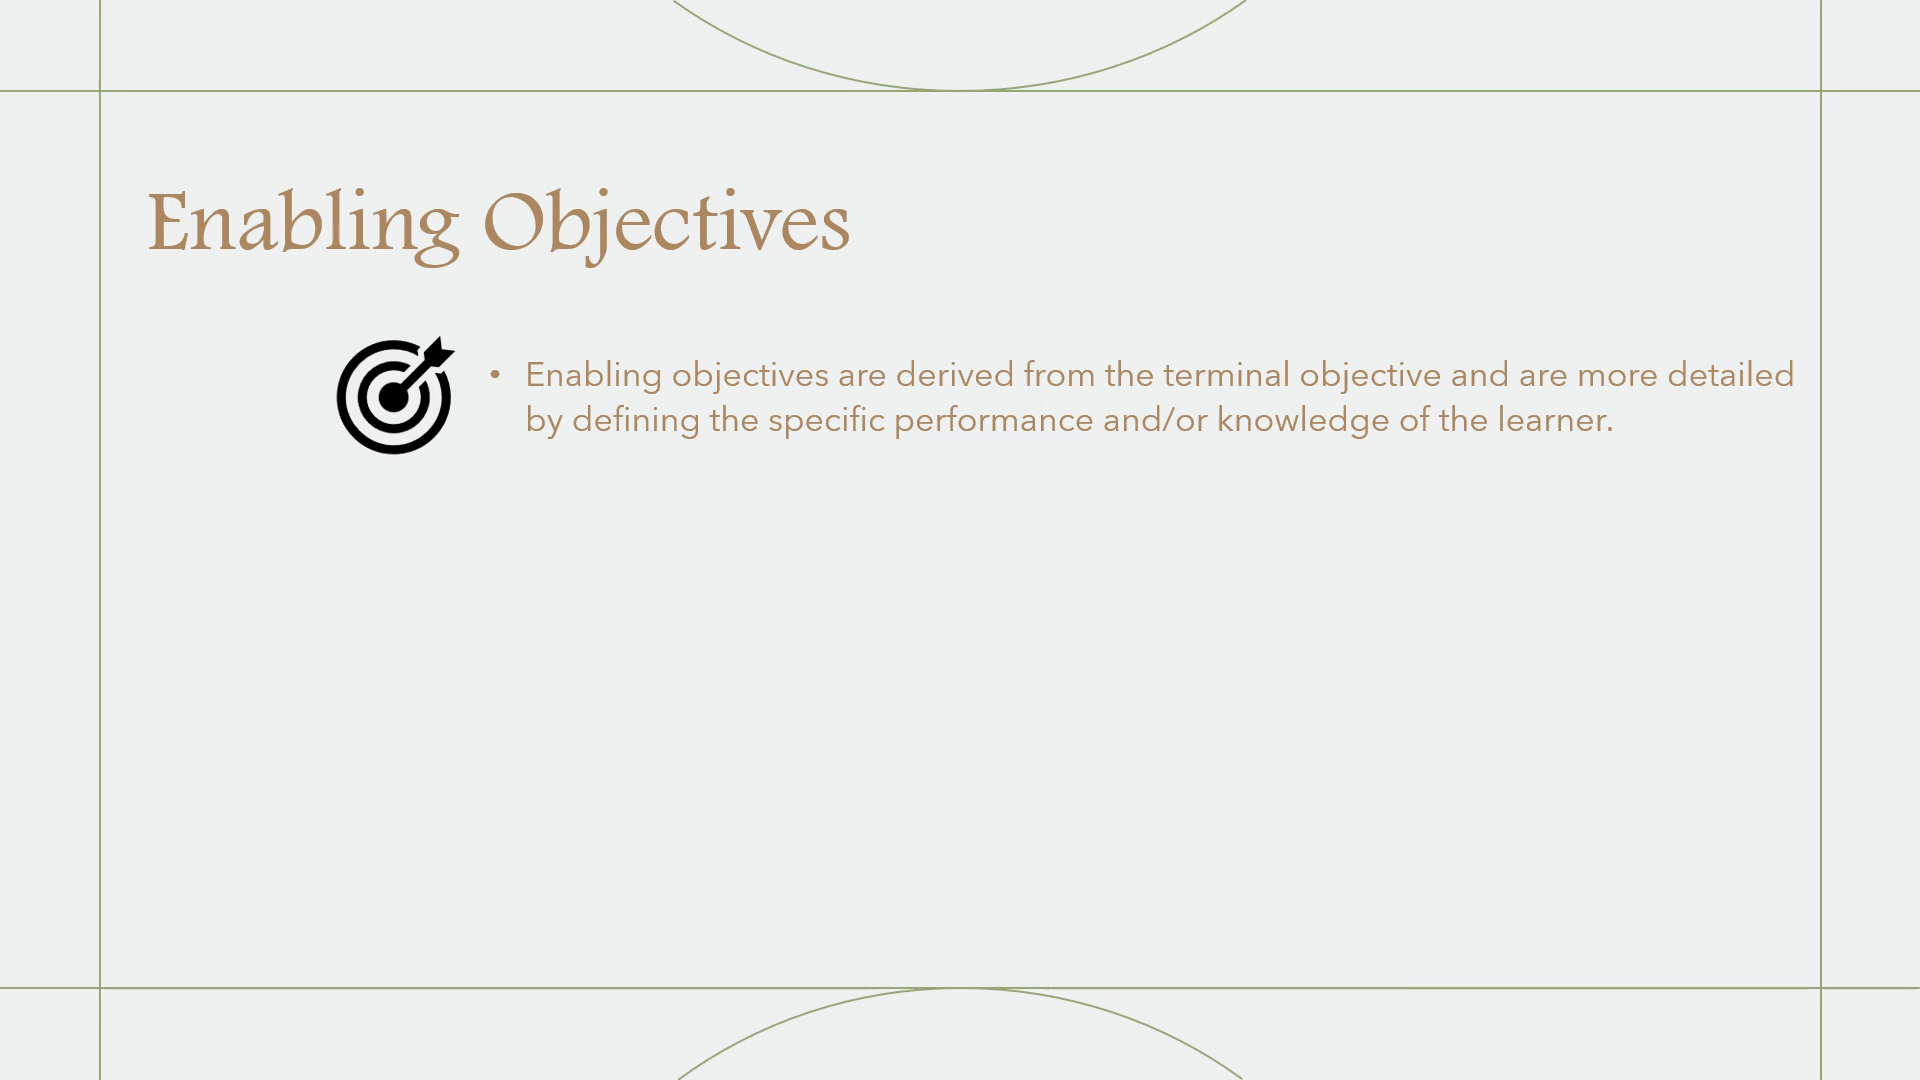 Enabling Objectives
• Enabling objectives are derived from the terminal objective and are more detailed
by defining the specific performance and/or knowledge of the learner.